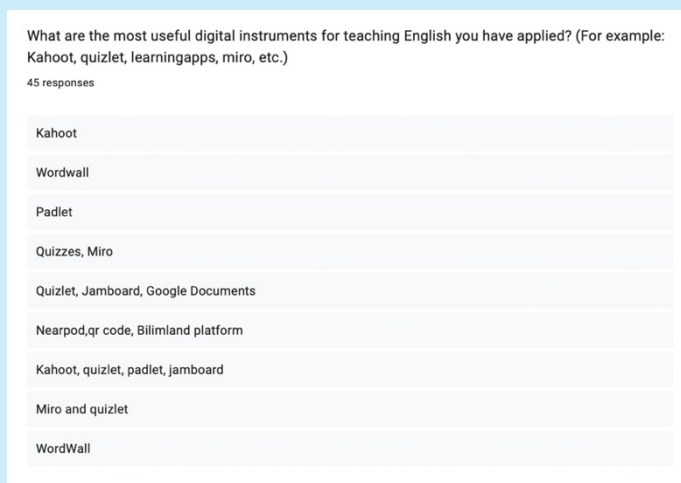 What are the most useful digital instruments for teaching English you have applied? (For example:
Kahoot, quizlet, learningapps, miro, etc.)
45 responses
Kahoot
Wordwall
Padlet
Quizzes, Miro
Quizlet, Jamboard, Google Documents
Nearpod,qr code, Bilimland platform
Kahoot, quizlet, padlet, jamboard
Miro and quizlet
WordWall